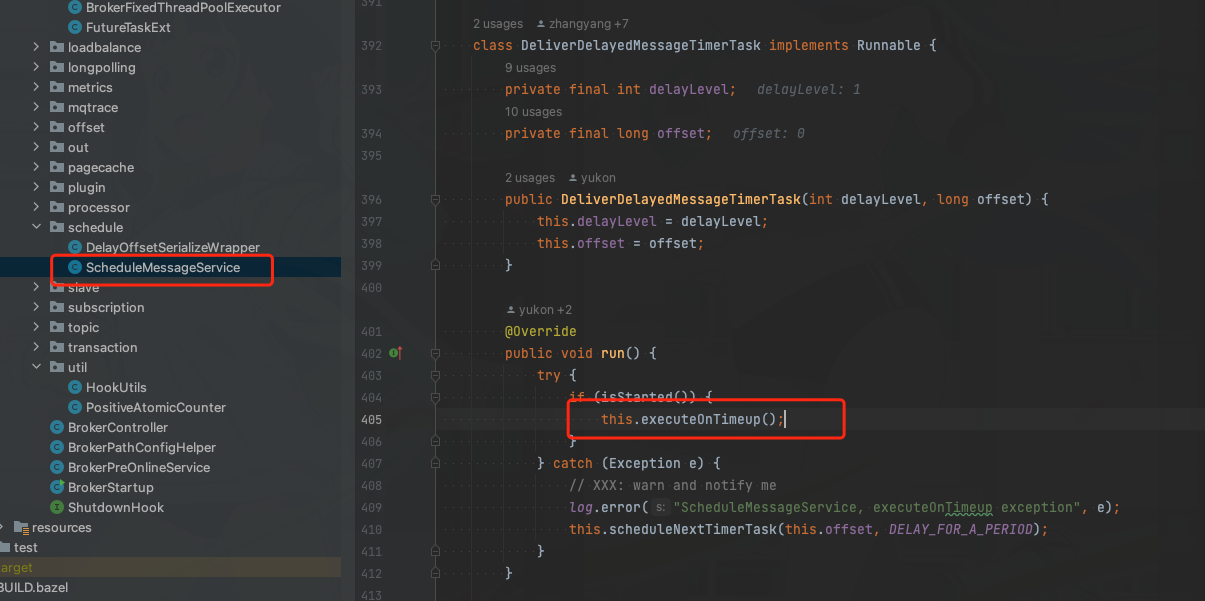 BrokerFixedThreadPoolExecutor
FutureTaskExt
loadbalance
longpolling
metrics
mqtrace
offset
out
pagecache
plugin
processor
schedule
DelayOffsetSerializeWrapper
ScheduleMessageService
slave
subscription
topic
transaction
util
HookUtils
PositiveAtomicCounter
BrokerController
BrokerPathConfigHelper
BrokerPreOnlineService
BrokerStartup
ShutdownHook
resources
test
arget
BUILD.bazel
391
2 usages zhangyang +7
392 class DeliverDelayedMessageTimerTask implements Runnable {
9 usages
393 private final int delayLevel; delayLevel: 1
10 usages
394 private final long offset; offset: 0
395
2 usages yukon
396 public DeliverDelayedMessageTimerTask(int delayLevel, long offset) {
397 this.delayLevel = delayLevel;
398 this.offset = offset;
399 }
400
yukon +2
401 @Override
402 public void run() {
403 try {
404 if (isStarted()) {
405 this.executeOnTimeup();
406 }
407 } catch (Exception e) {
408 // XXX: warn and notify me
409 log.error( s: "ScheduleMessageService, executeOnTimeup exception", e);
410 this.scheduleNextTimerTask(this.offset, DELAY_FOR_A_PERIOD);
411 }
412 }
413